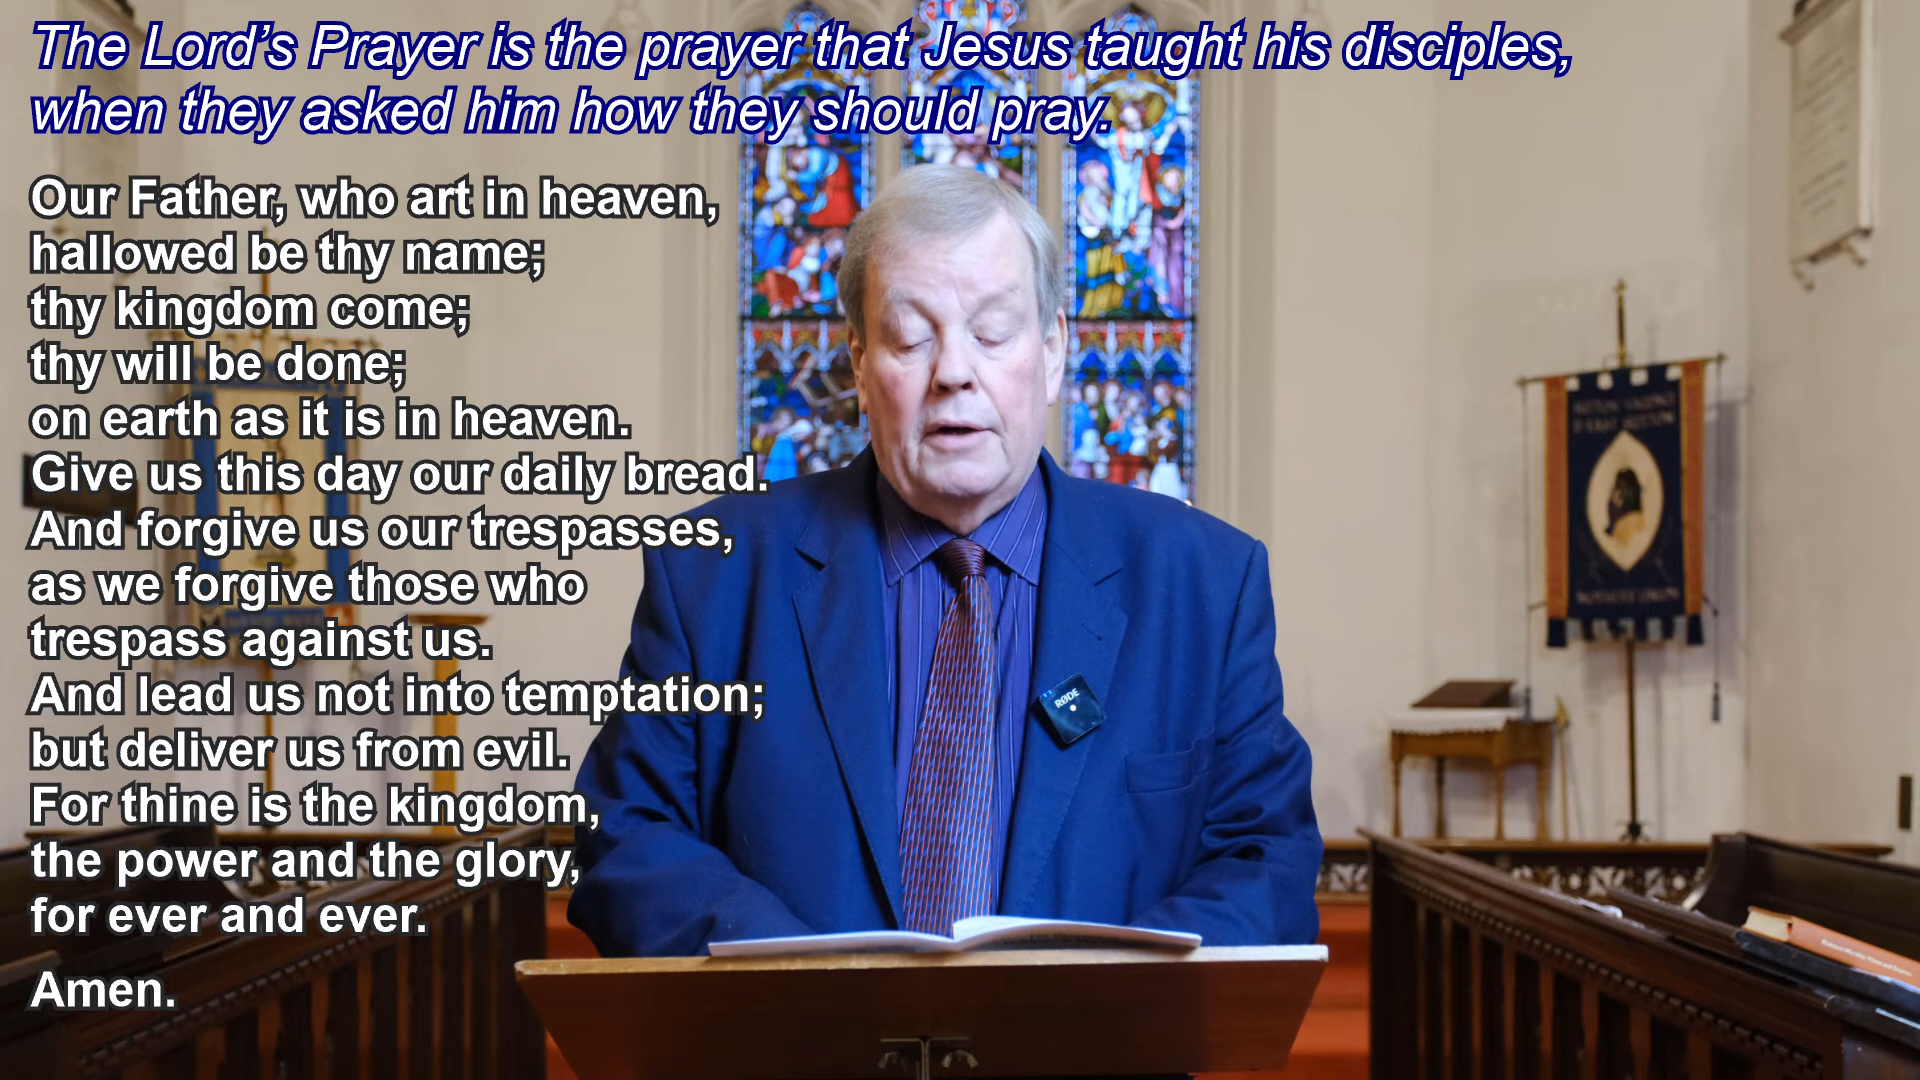 The Lord’s Prayer is the prayer that Jesus taught his disciples,
when they asked him how they should pray.
Our Father, who art in heaven,
hallowed be thy name;
thy kingdom come;
thy will be done;
on earth as it is in heaven.
Give us this day our daily bread.
And forgive us our trespasses,
as we forgive those who
trespass against us.
And lead us not into temptation;
but deliver us from evil.
For thine is the kingdom,
the power and the glory,
for ever and ever.
Amen.
RØDE
MOTHERS' UNION